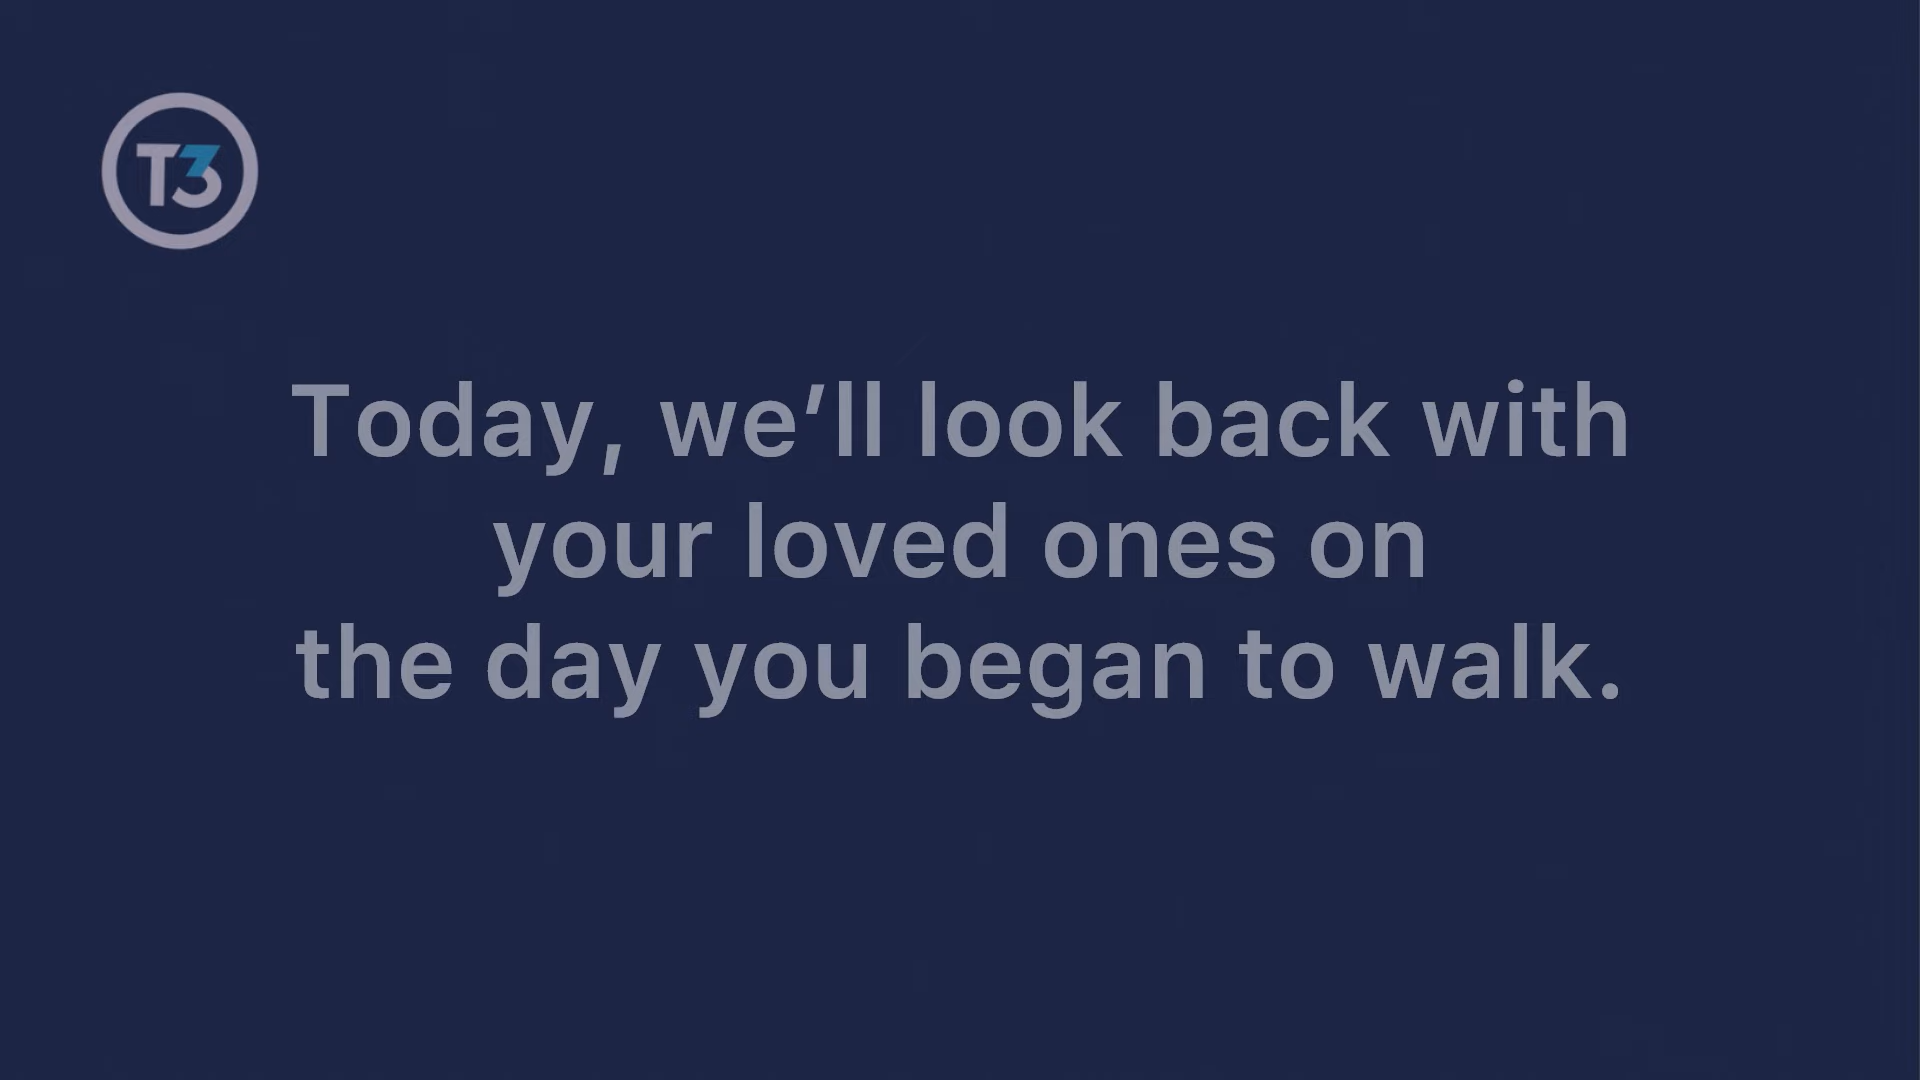 T3
Today, we’ll look back with
your loved ones on
the day you began to walk.